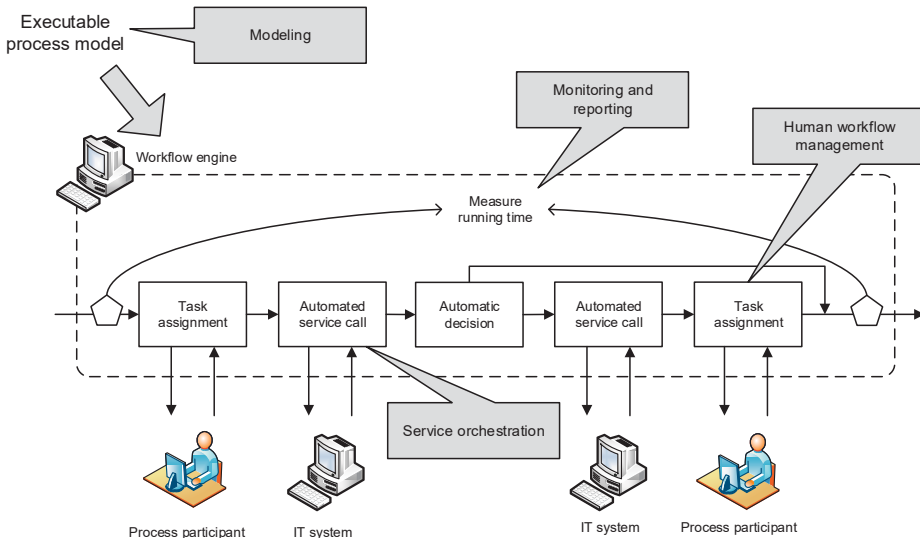 Executable
process model
Modeling
Monitoring and
reporting
Human workflow
management
Workflow engine
Measure
running time
Task
assignment
Automated
service call
Automatic
decision
Automated
service call
Task
assignment
Service orchestration
Process participant
IT system
IT system
Process participant